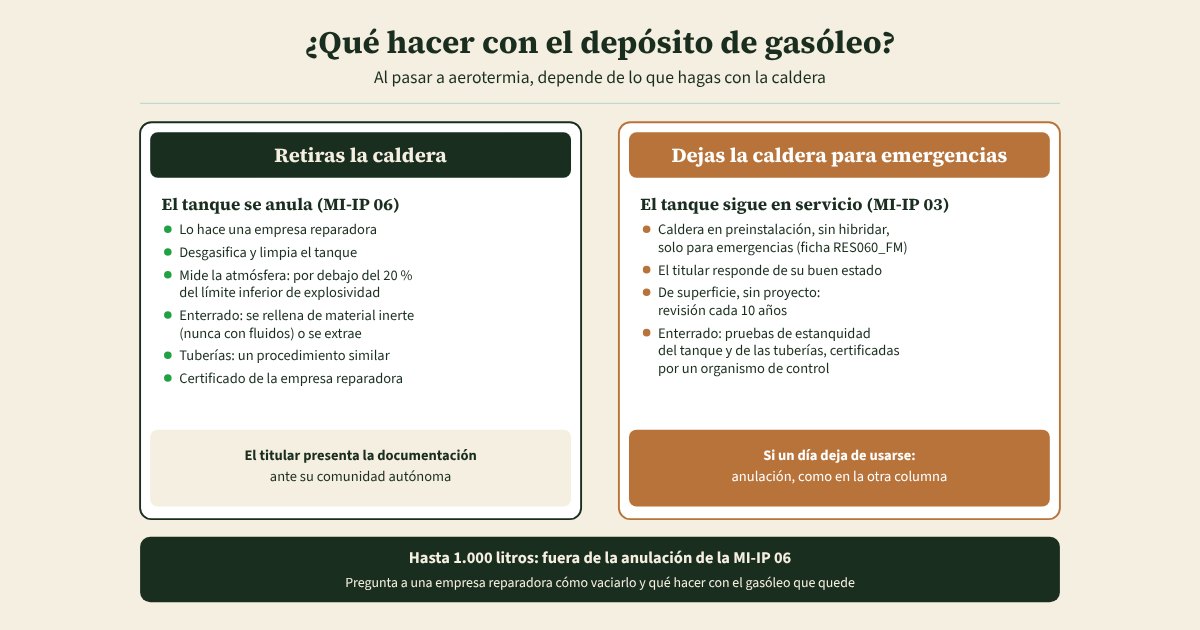 ¿Qué hacer con el depósito de gasóleo?
Al pasar a aerotermia, depende de lo que hagas con la caldera
Retiras la caldera
El tanque se anula (MI-IP 06)
Lo hace una empresa reparadora
Desgasifica y limpia el tanque
Mide la atmósfera: por debajo del 20 %
del límite inferior de explosividad
Enterrado: se rellena de material inerte
(nunca con fluidos) o se extrae
Tuberías: un procedimiento similar
Certificado de la empresa reparadora
El titular presenta la documentación
ante su comunidad autónoma
Dejas la caldera para emergencias
El tanque sigue en servicio (MI-IP 03)
Caldera en preinstalación, sin hibridar,
solo para emergencias (ficha RES060_FM)
El titular responde de su buen estado
De superficie, sin proyecto:
revisión cada 10 años
Enterrado: pruebas de estanquidad
del tanque y de las tuberías, certificadas
por un organismo de control
Si un día deja de usarse:
anulación, como en la otra columna
Hasta 1.000 litros: fuera de la anulación de la MI-IP 06
Pregunta a una empresa reparadora cómo vaciarlo y qué hacer con el gasóleo que quede